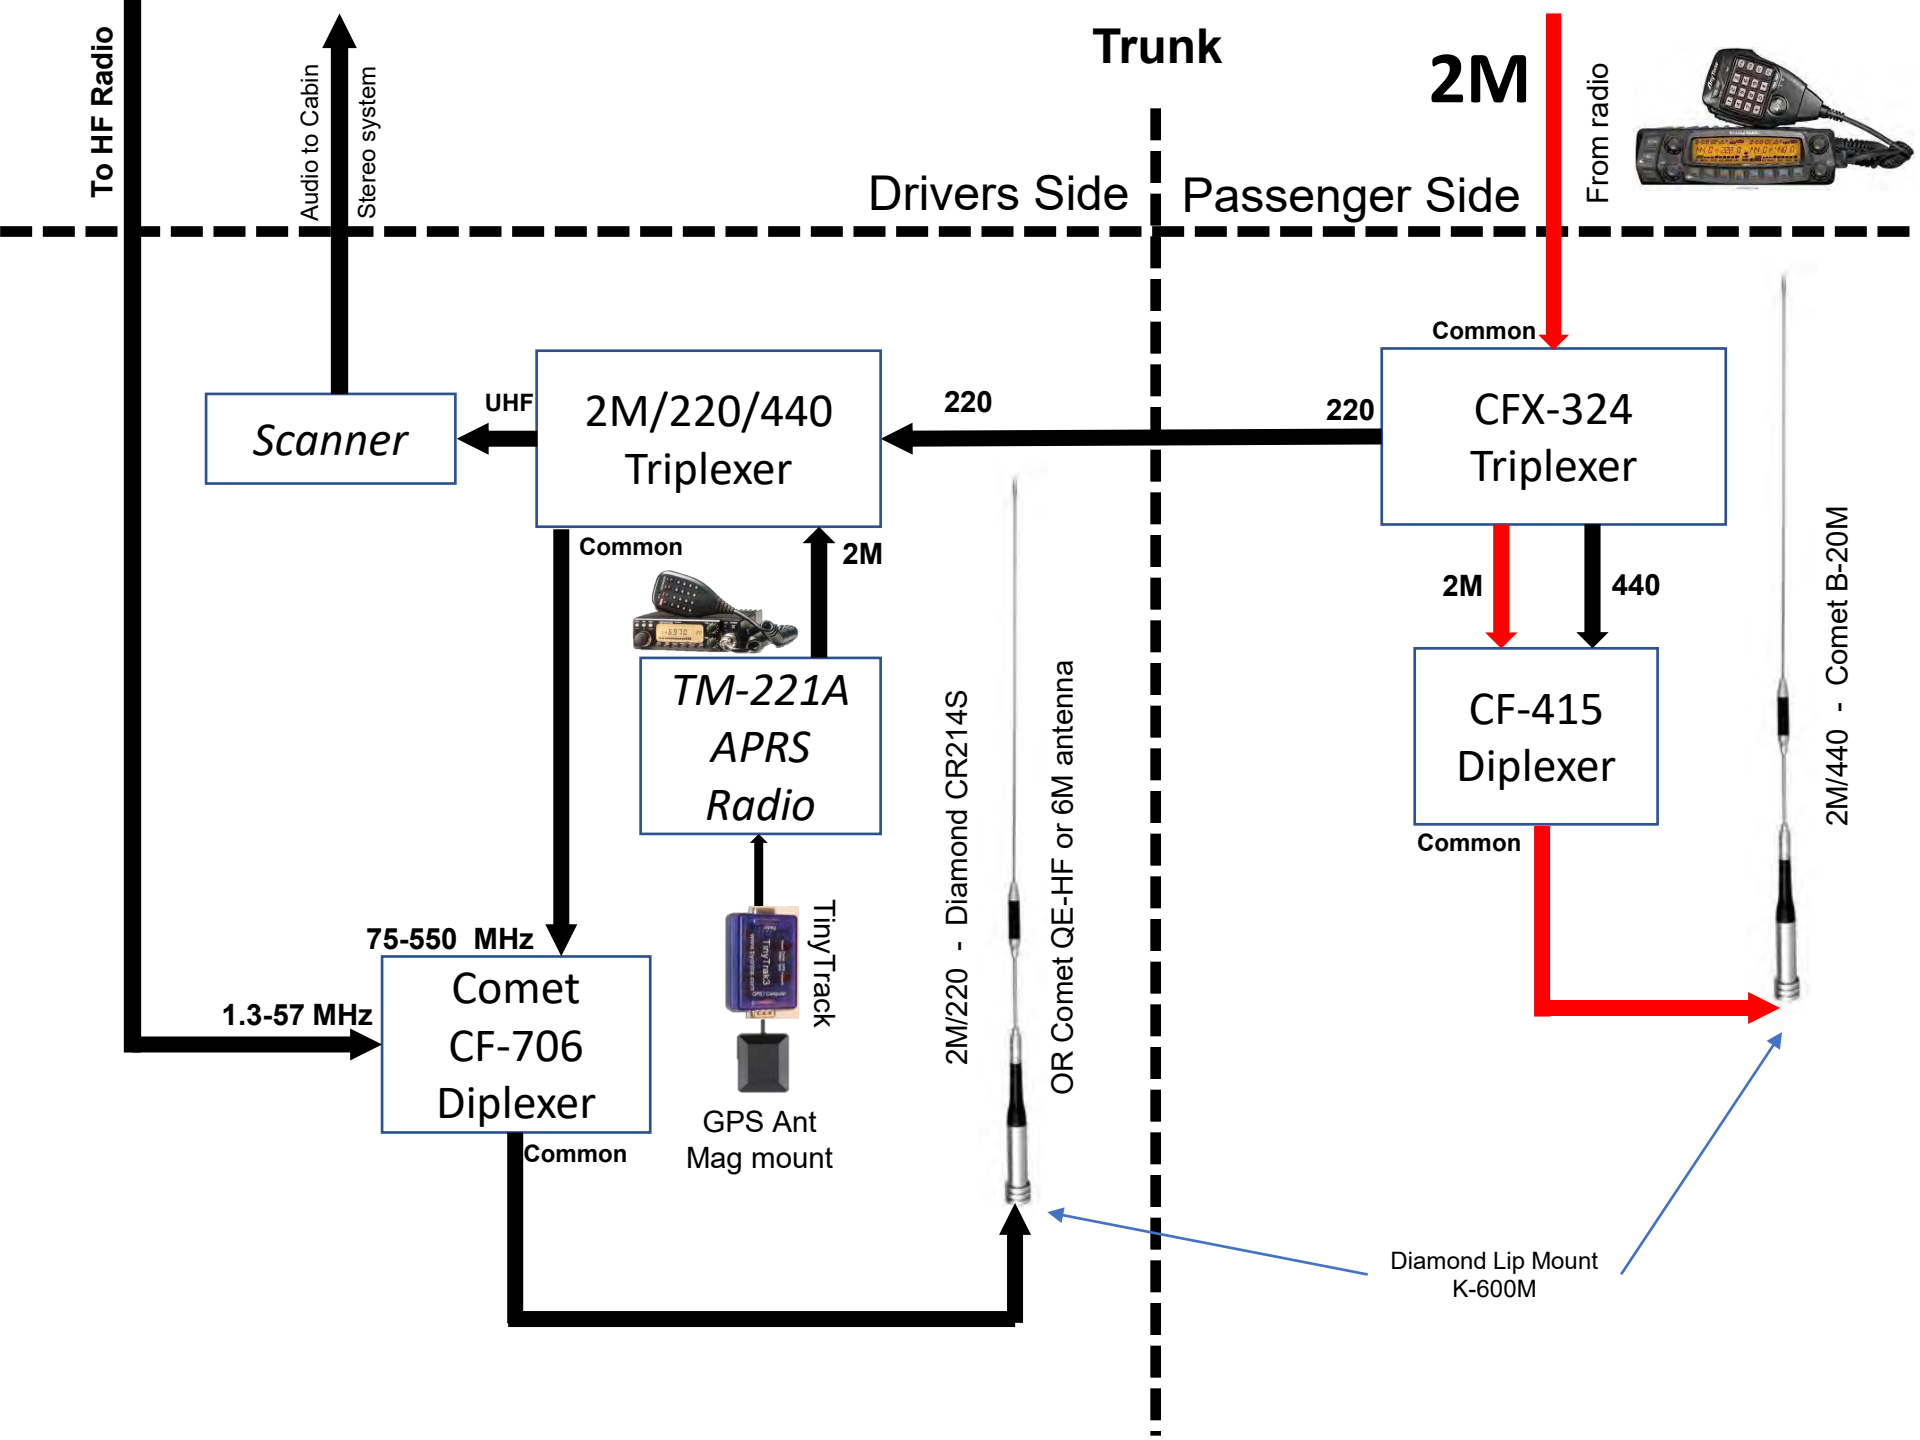 To HF Radio
Audio to Cabin
Stereo system
Trunk
2M
From radio
Drivers Side
Passenger Side
Common
CFX-324
Triplexer
220
220
2M/220/440
Triplexer
UHF
Scanner
Common
2M
2M
440
TM-221A
APRS
Radio
CF-415
Diplexer
Common
2M/440 - Comet B-20M
2M/220 - Diamond CR214S
OR Comet QE-HF or 6M antenna
TinyTrack
TinyTrak3
75-550 MHz
1.3-57 MHz
Comet
CF-706
Diplexer
Common
GPS Ant
Mag mount
Diamond Lip Mount
K-600M